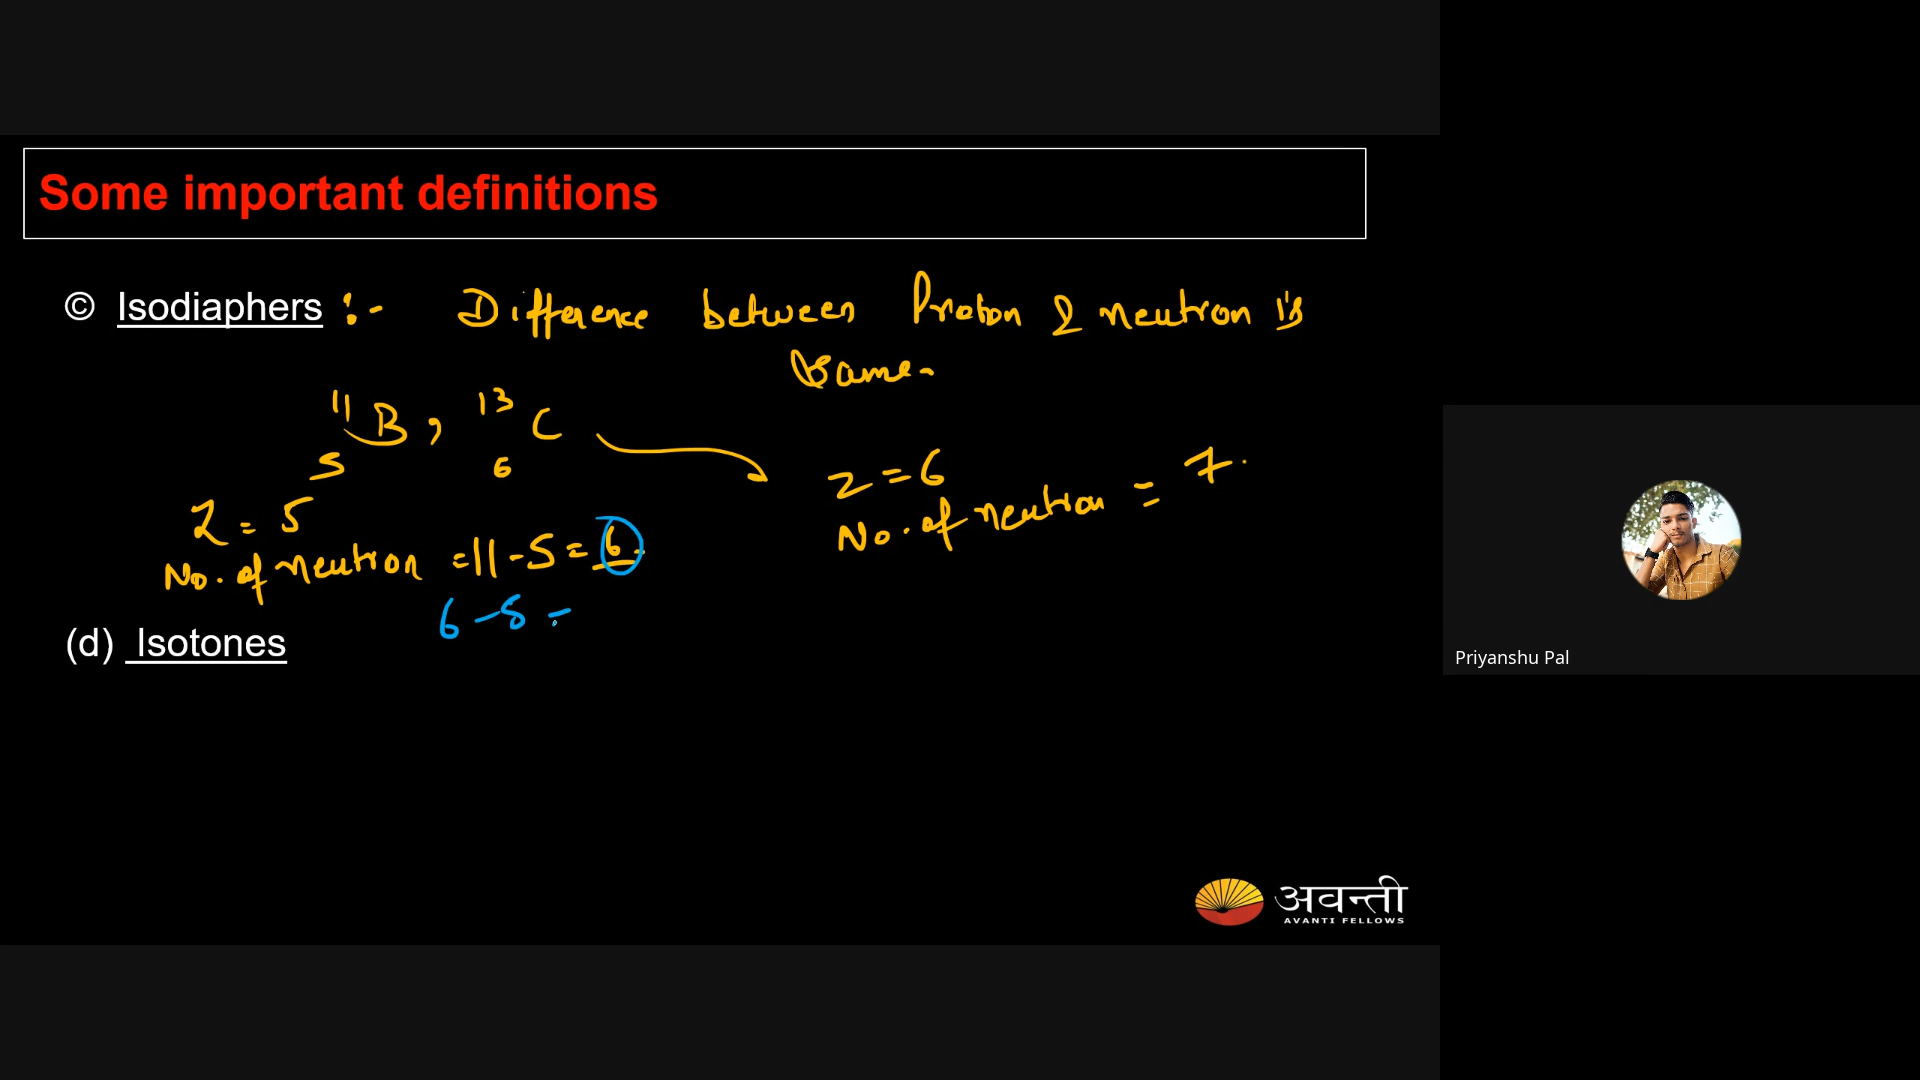 Some important definitions
© Isodiaphers :- Difference between Proton & neutron is
Same.
11 B, 13 C
5 6
Z = 6
No. of neutron = 7.
Z = 5
No. of neutron = 11 - 5 = 6.
6 - 5 =
(d) Isotones
Priyanshu Pal
अवन्ती
AVANTI FELLOWS